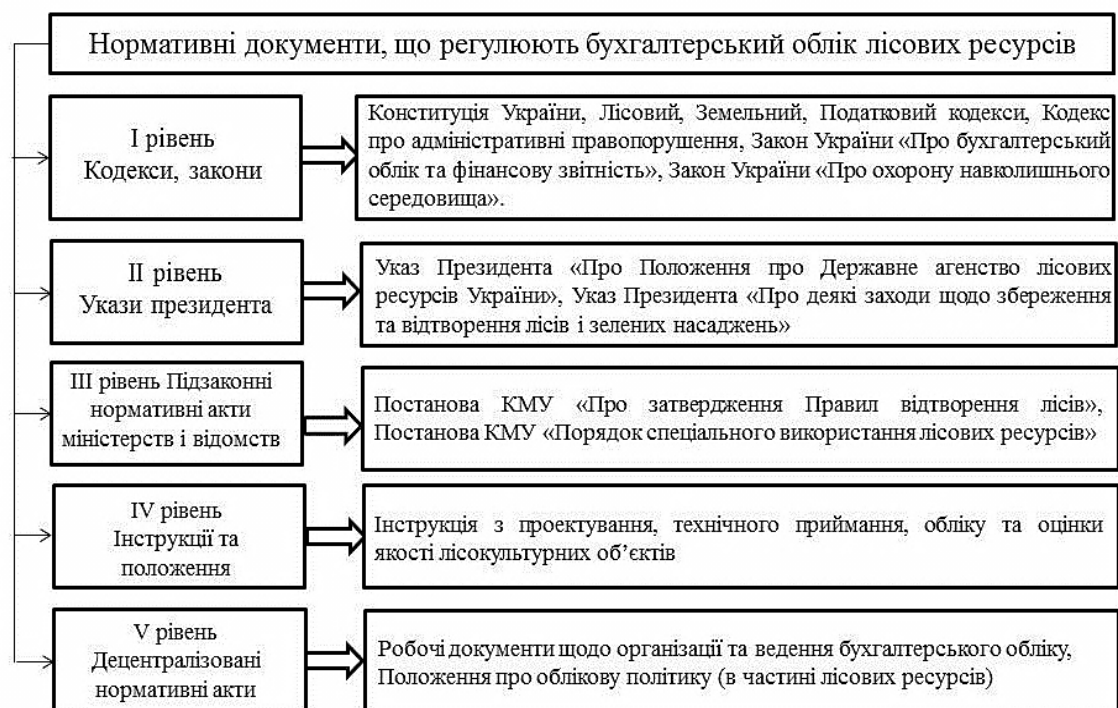 Нормативні документи, що регулюють бухгалтерський облік лісових ресурсів
І рівень
Кодекси, закони
Конституція України, Лісовий, Земельний, Податковий кодекси, Кодекс
про адміністративні правопорушення, Закон України «Про бухгалтерський
облік та фінансову звітність», Закон України «Про охорону навколишнього
середовища».
ІІ рівень
Укази президента
Указ Президента «Про Положення про Державне агенство лісових
ресурсів України», Указ Президента «Про деякі заходи щодо збереження
та відтворення лісів і зелених насаджень»
ІІІ рівень Підзаконні
нормативні акти
міністерств і відомств
Постанова КМУ «Про затвердження Правил відтворення лісів»,
Постанова КМУ «Порядок спеціального використання лісових ресурсів»
IV рівень
Інструкції та
положення
Інструкція з проектування, технічного приймання, обліку та оцінки
якості лісокультурних об’єктів
V рівень
Децентралізовані
нормативні акти
Робочі документи щодо організації та ведення бухгалтерського обліку,
Положення про облікову політику (в частині лісових ресурсів)